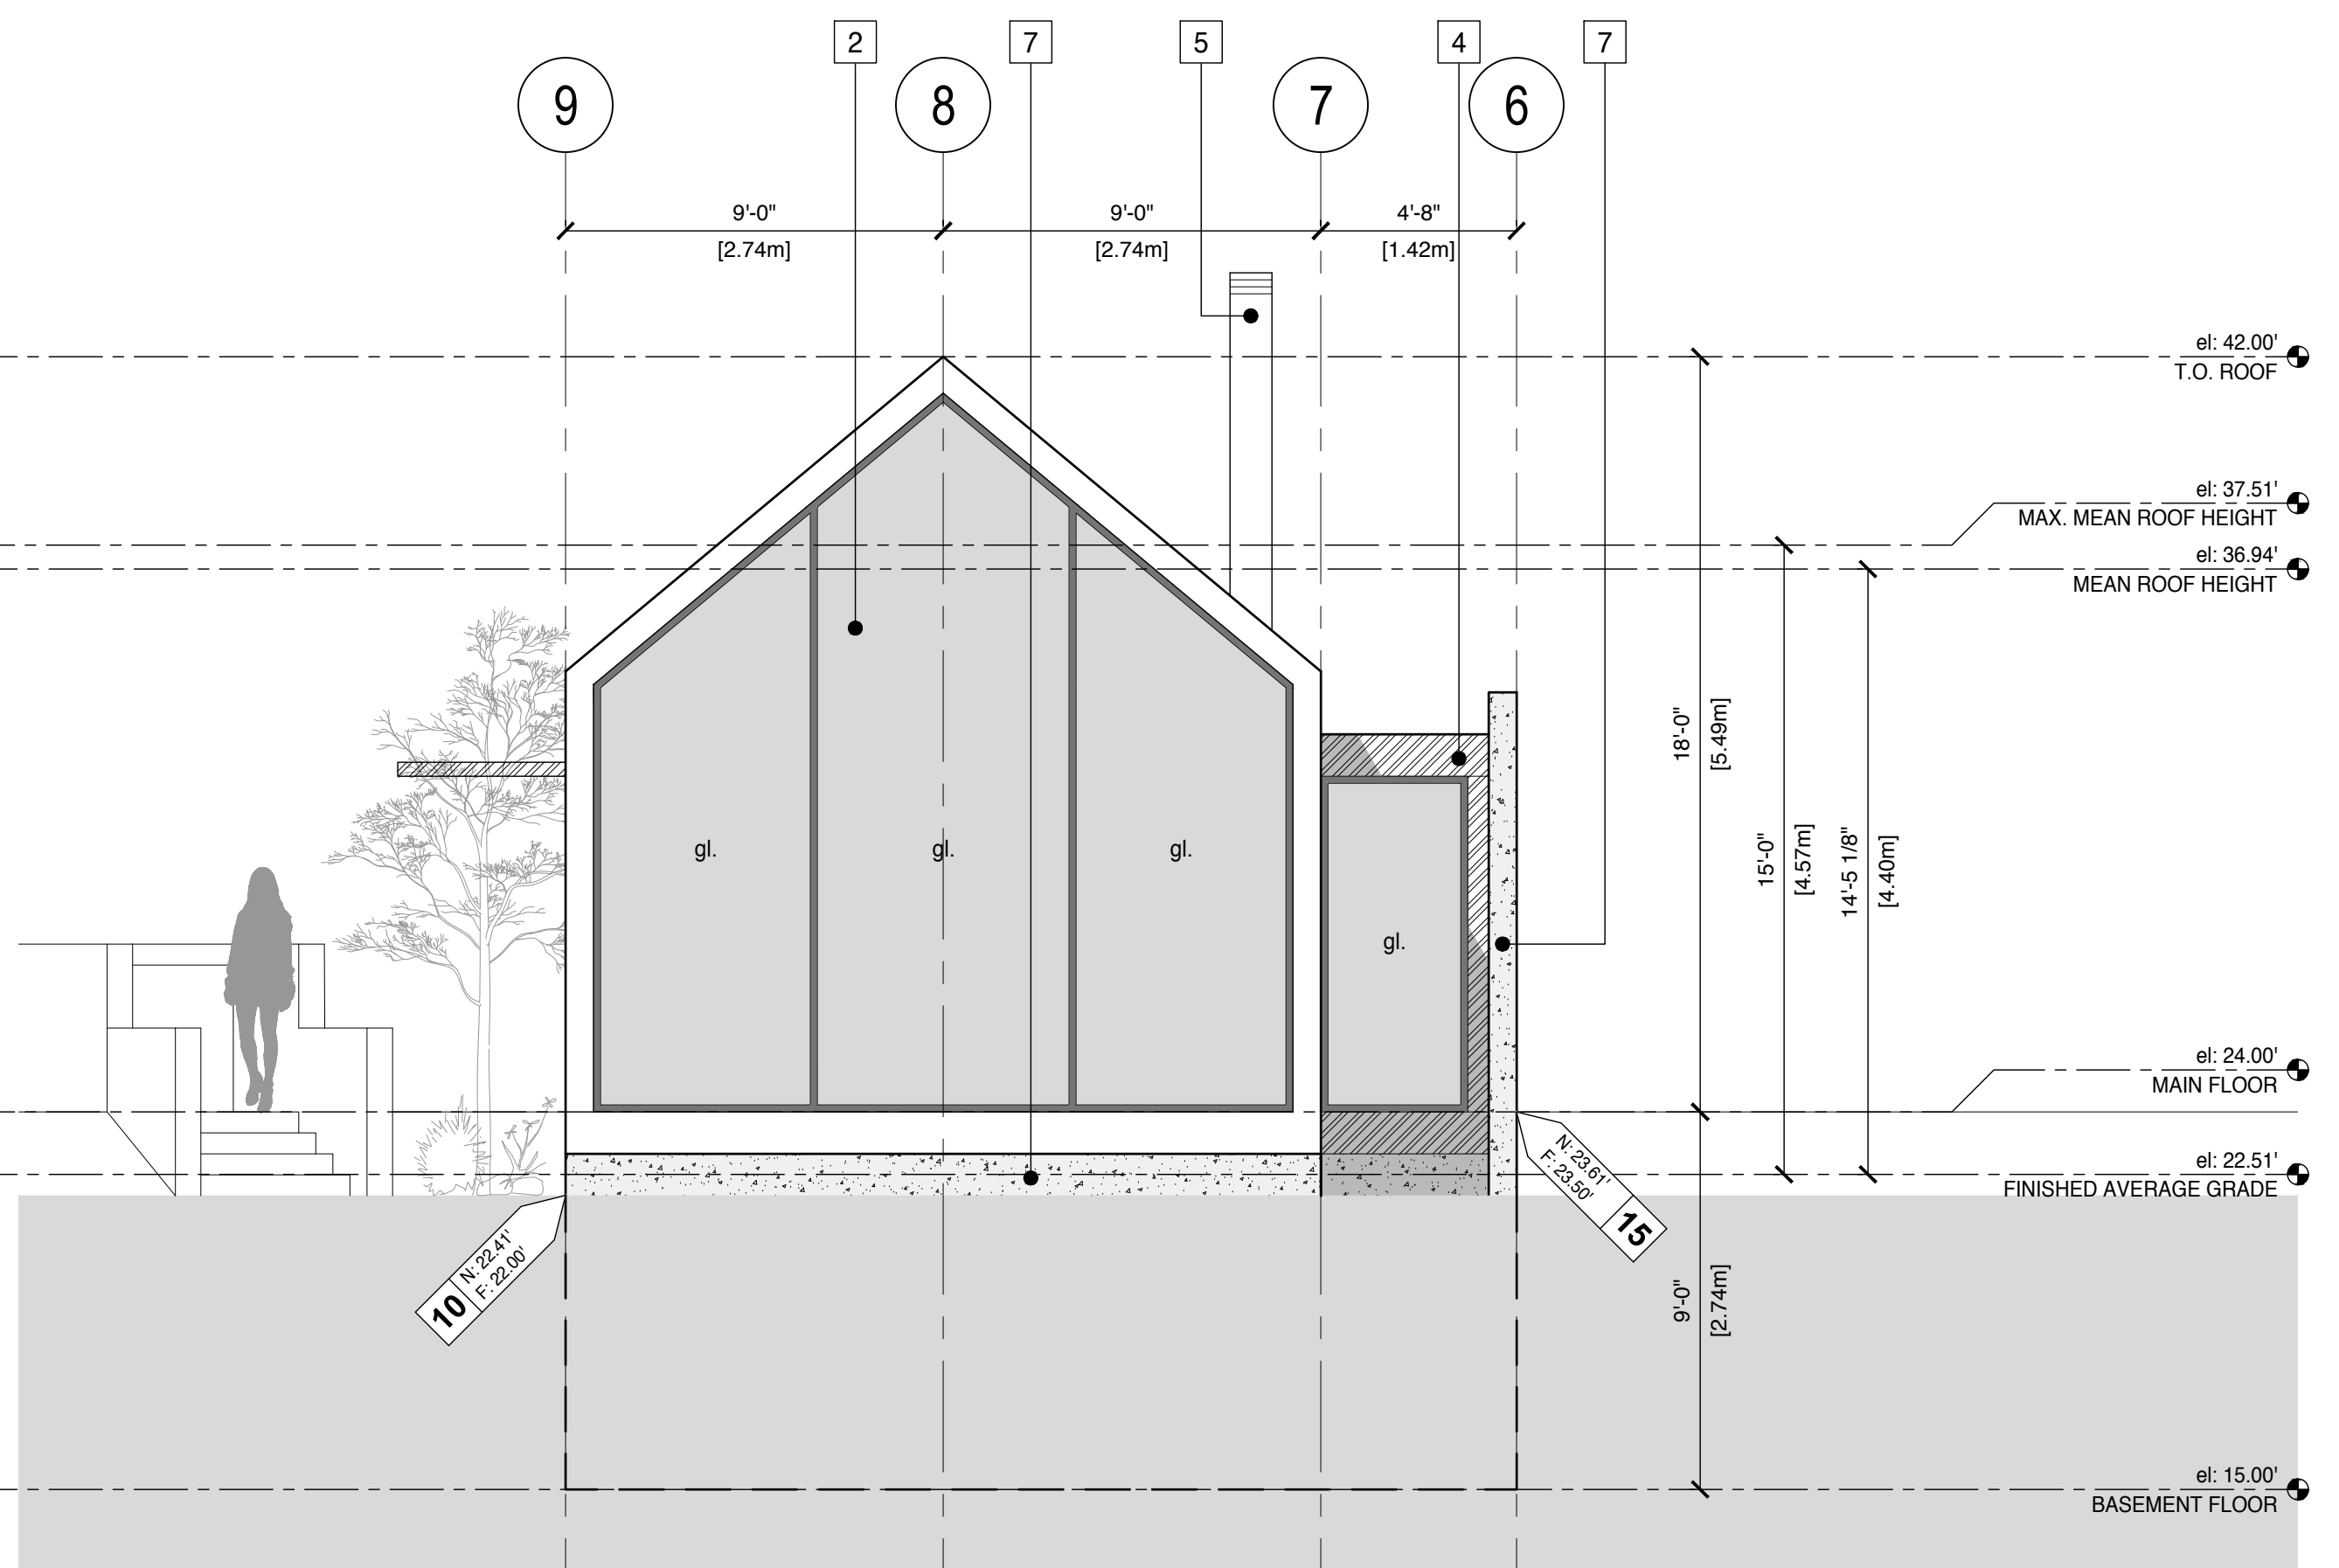 2
7
5
4
7
9
8
7
6
9'-0"
[2.74m]
9'-0"
[2.74m]
4'-8"
[1.42m]
el: 42.00'
T.O. ROOF
el: 37.51'
MAX. MEAN ROOF HEIGHT
el: 36.94'
MEAN ROOF HEIGHT
18'-0"
[5.49m]
15'-0"
[4.57m]
14'-5 1/8"
[4.40m]
gl.
gl.
gl.
gl.
el: 24.00'
MAIN FLOOR
N: 23.61'
F: 23.50'
15
el: 22.51'
FINISHED AVERAGE GRADE
N: 22.41'
F: 22.00'
10
9'-0"
[2.74m]
el: 15.00'
BASEMENT FLOOR